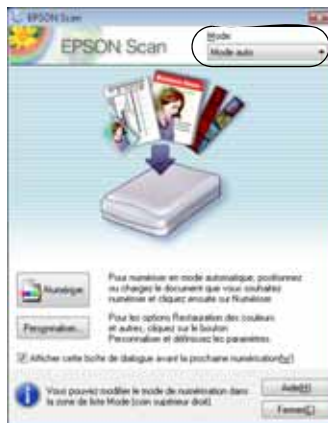 EPSON Scan
EPSON Scan
Mode:
Mode auto
Numériser
Pour numériser en mode automatique, positionnez
ou chargez le document que vous souhaitez
numériser et cliquez ensuite sur Numériser
Personnaliser...
Pour les options Restauration des couleurs
et autres, cliquez sur le bouton
Personnaliser et définissez les paramètres.
Afficher cette boîte de dialogue avant la prochaine numérisation(w)
Vous pouvez modifier le mode de numérisation dans
la zone de liste Mode (coin supérieur droit).
Aide(H)
Fermer(C)